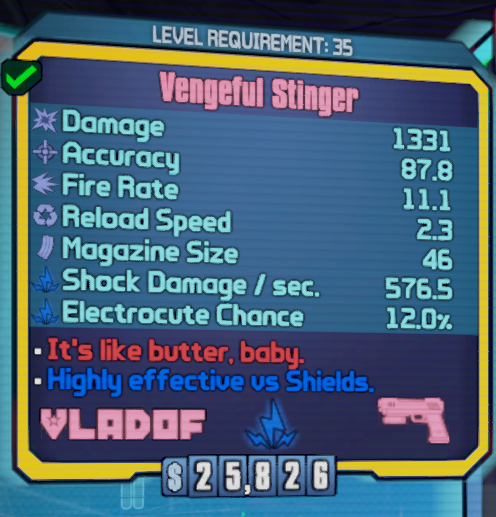 LEVEL REQUIREMENT: 35
Vengeful Stinger
Damage 1331
Accuracy 87.8
Fire Rate 11.1
Reload Speed 2.3
Magazine Size 46
Shock Damage / sec. 576.5
Electrocute Chance 12.0%
• It's like butter, baby.
• Highly effective vs Shields.
VLADOF
$25,826